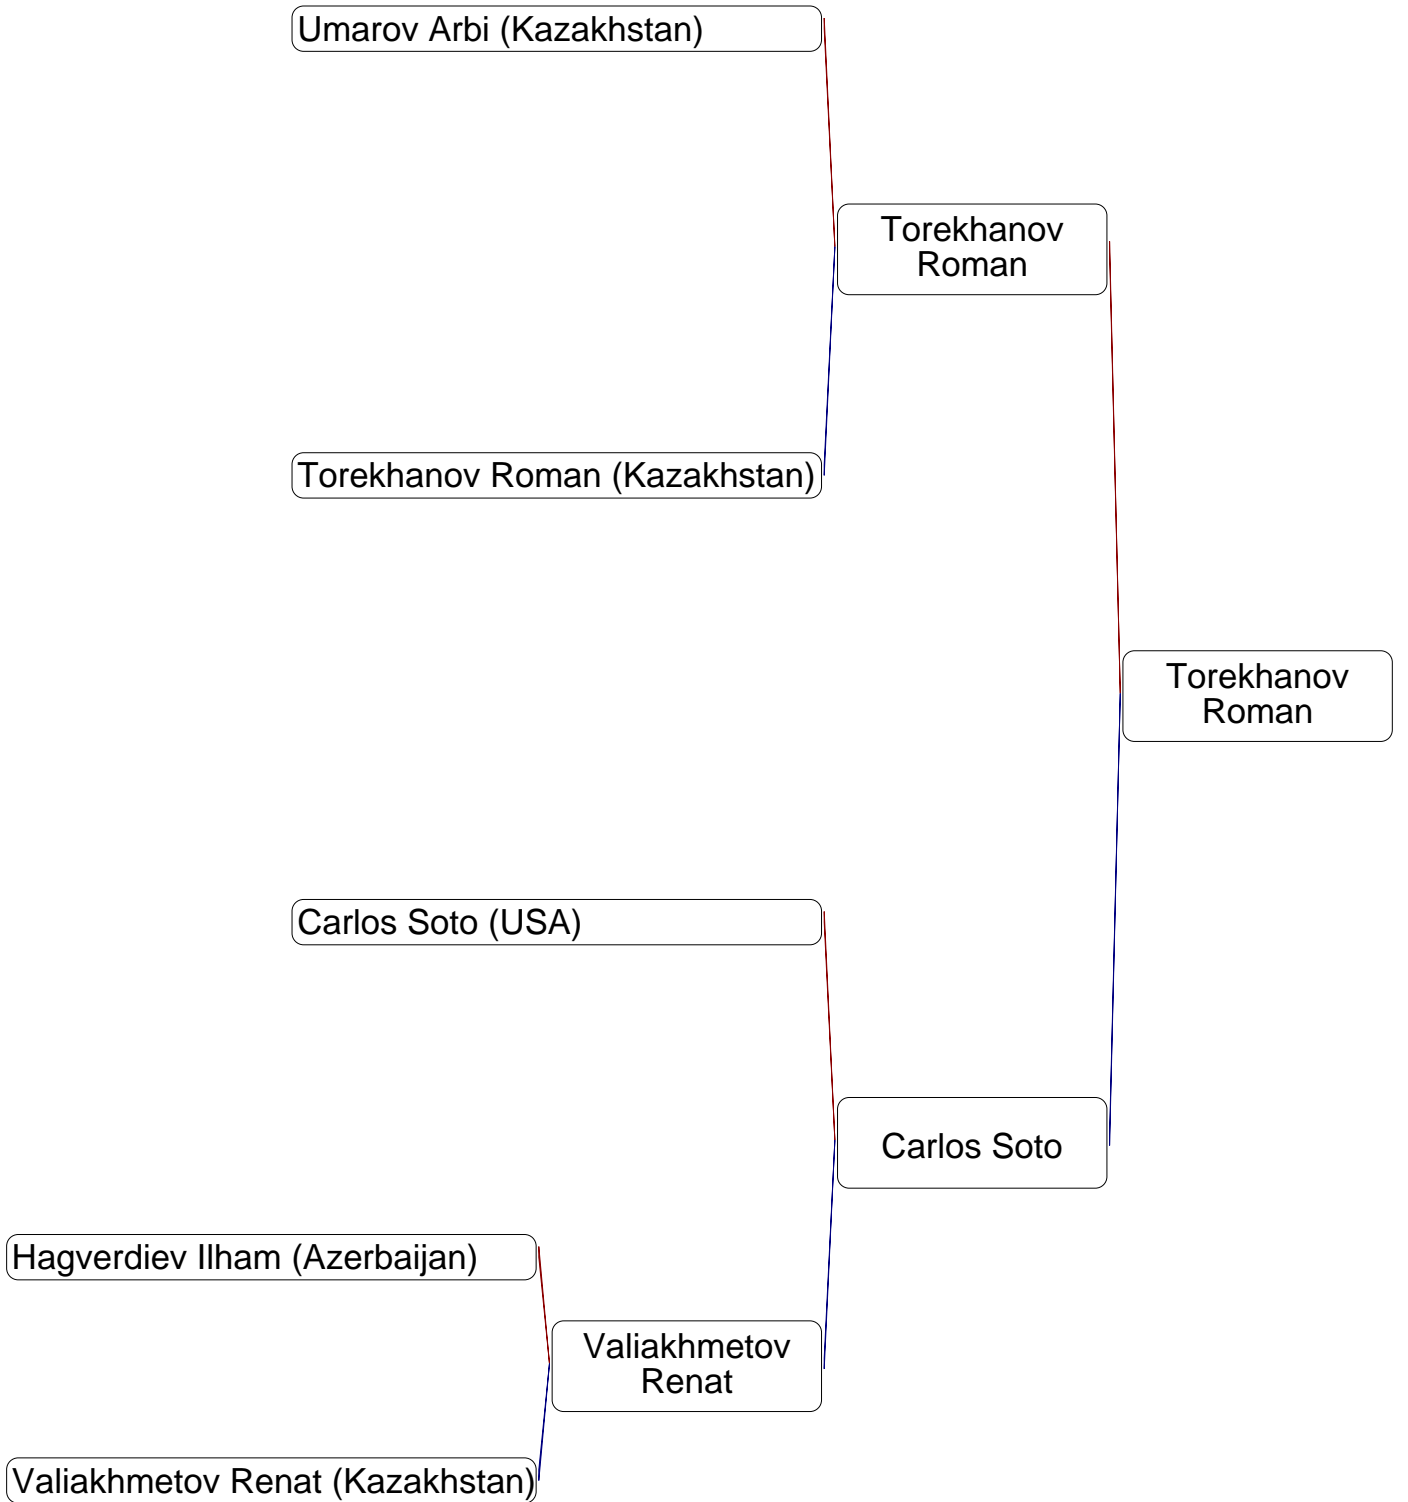 Umarov Arbi (Kazakhstan)
Torekhanov
Roman
Torekhanov Roman (Kazakhstan)
Torekhanov
Roman
Carlos Soto (USA)
Carlos Soto
Hagverdiev Ilham (Azerbaijan)
Valiakhmetov
Renat
Valiakhmetov Renat (Kazakhstan)